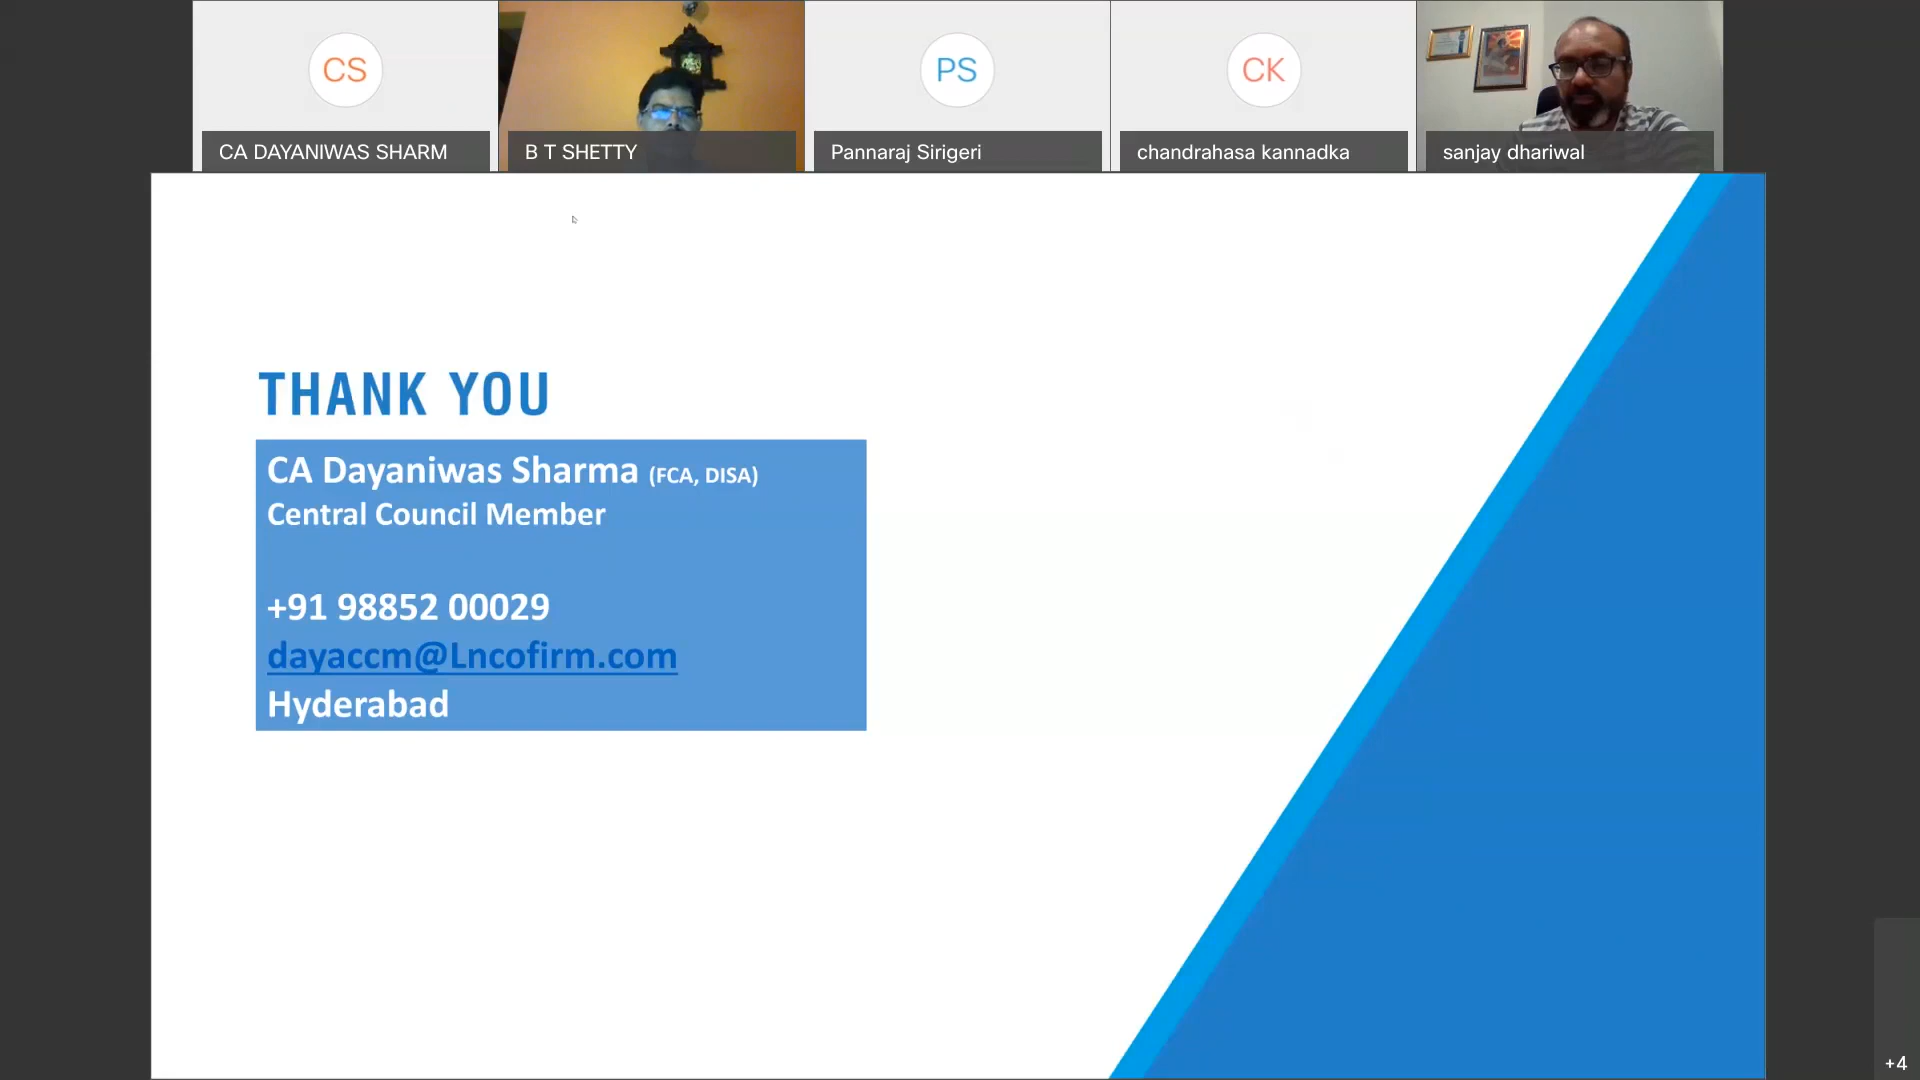 CS
PS
CK
CA DAYANIWAS SHARM
B T SHETTY
Pannaraj Sirigeri
chandrahasa kannadka
sanjay dhariwal
THANK YOU
CA Dayaniwas Sharma (FCA, DISA)
Central Council Member
+91 98852 00029
dayaccm@Lncofirm.com
Hyderabad
+4